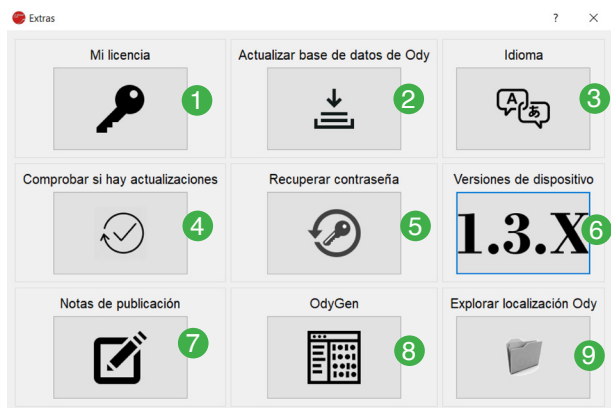 Extras ? ×
Mi licencia
Actualizar base de datos de Ody
Idioma
1
2
A あ
3
Comprobar si hay actualizaciones
Recuperar contraseña
Versiones de dispositivo
4
5
1.3.X
6
Notas de publicación
OdyGen
Explorar localización Ody
7
8
9